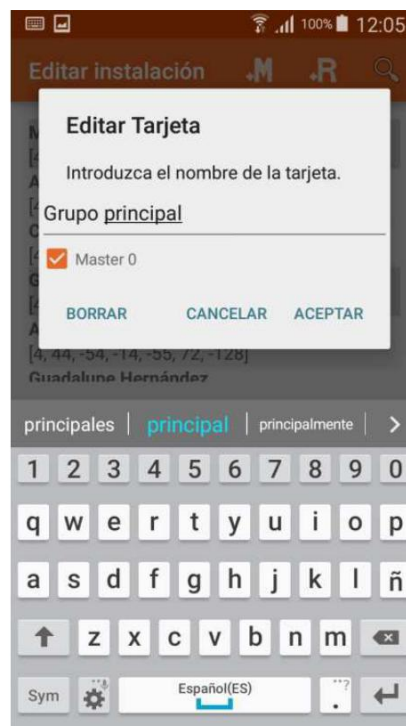 100% 12:05
Editar instalación +M +R
Editar Tarjeta
Introduzca el nombre de la tarjeta.
Grupo principal
Master 0
BORRAR CANCELAR ACEPTAR
[4, 44, -54, -14, -55, 72, -128]
Guadalupe Hernández
principales principal principalmente >
1 2 3 4 5 6 7 8 9 0
q w e r t y u i o p
a s d f g h j k l ñ
z x c v b n m
Sym Español(ES) . ?